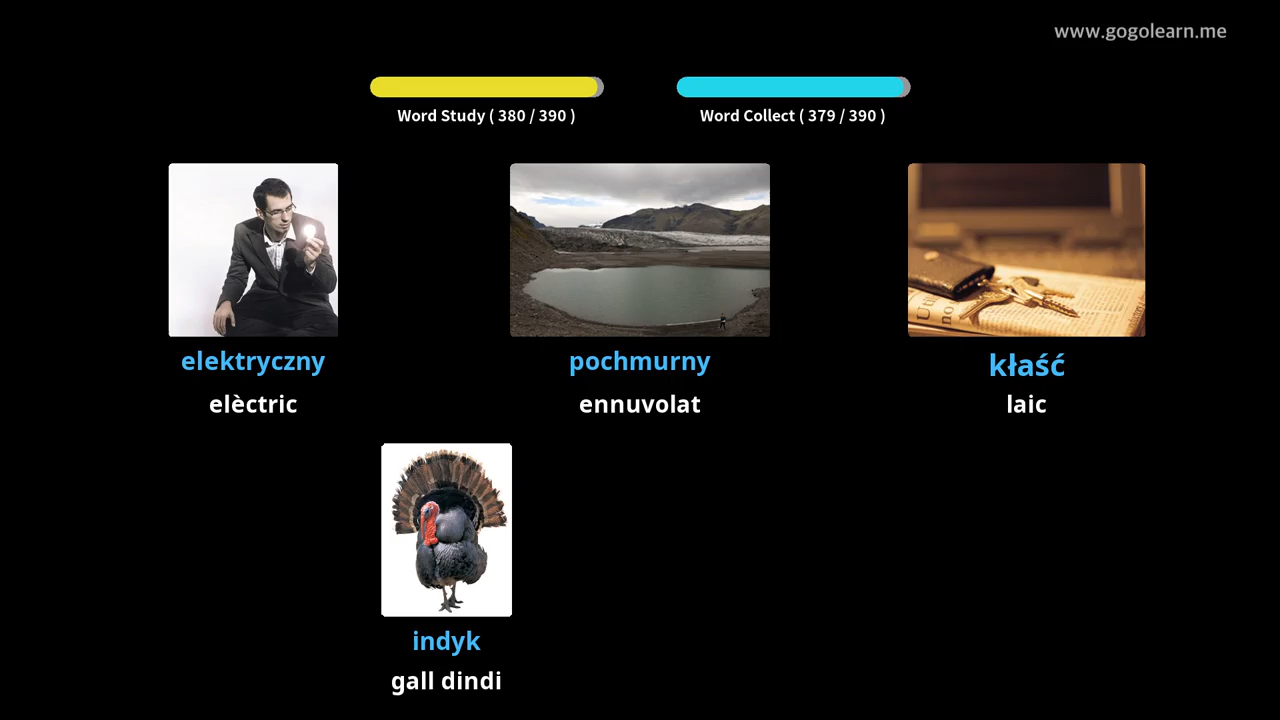 www.gogolearn.me
Word Study ( 380 / 390 )
Word Collect ( 379 / 390 )
elektryczny
elèctric
pochmurny
ennuvolat
kłaść
laic
indyk
gall dindi